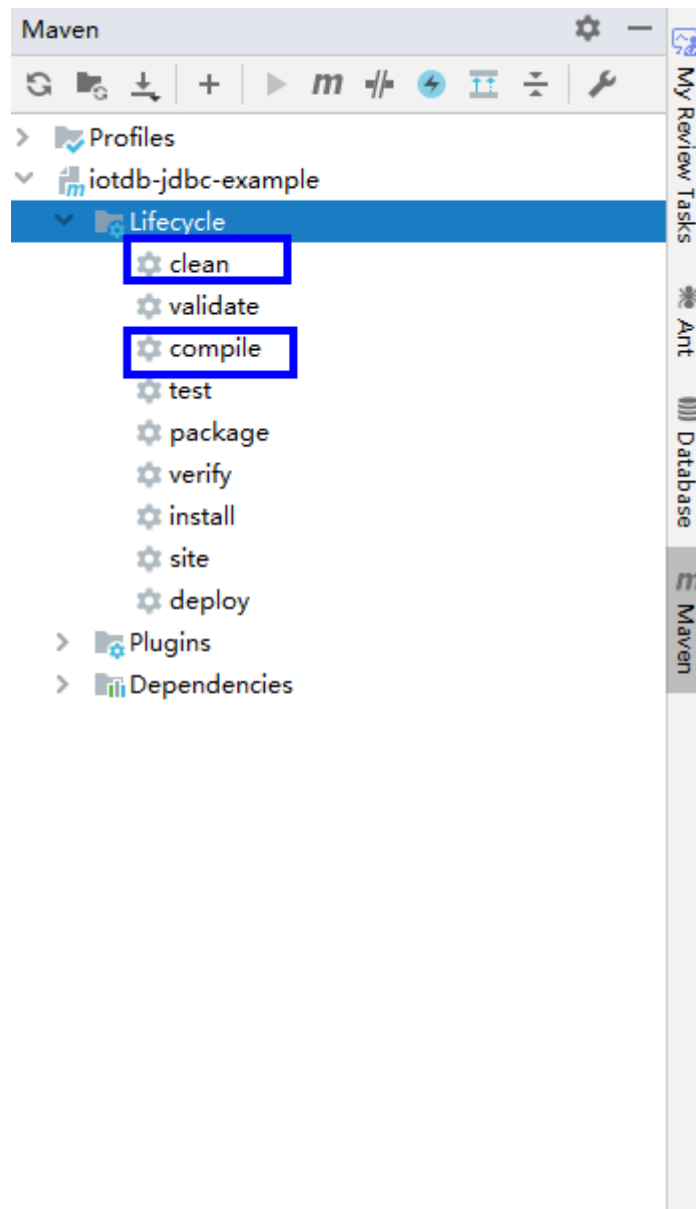 Maven
m
Profiles
iotdb-jdbc-example
Lifecycle
clean
validate
compile
test
package
verify
install
site
deploy
Plugins
Dependencies
My Review Tasks
Ant
Database
m Maven